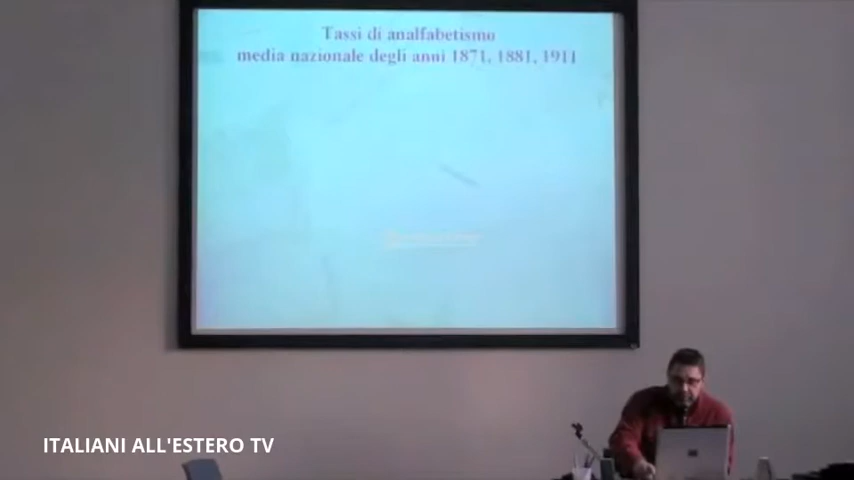 Tassi di analfabetismo
media nazionale degli anni 1871, 1881, 1911
ITALIANI ALL'ESTERO TV